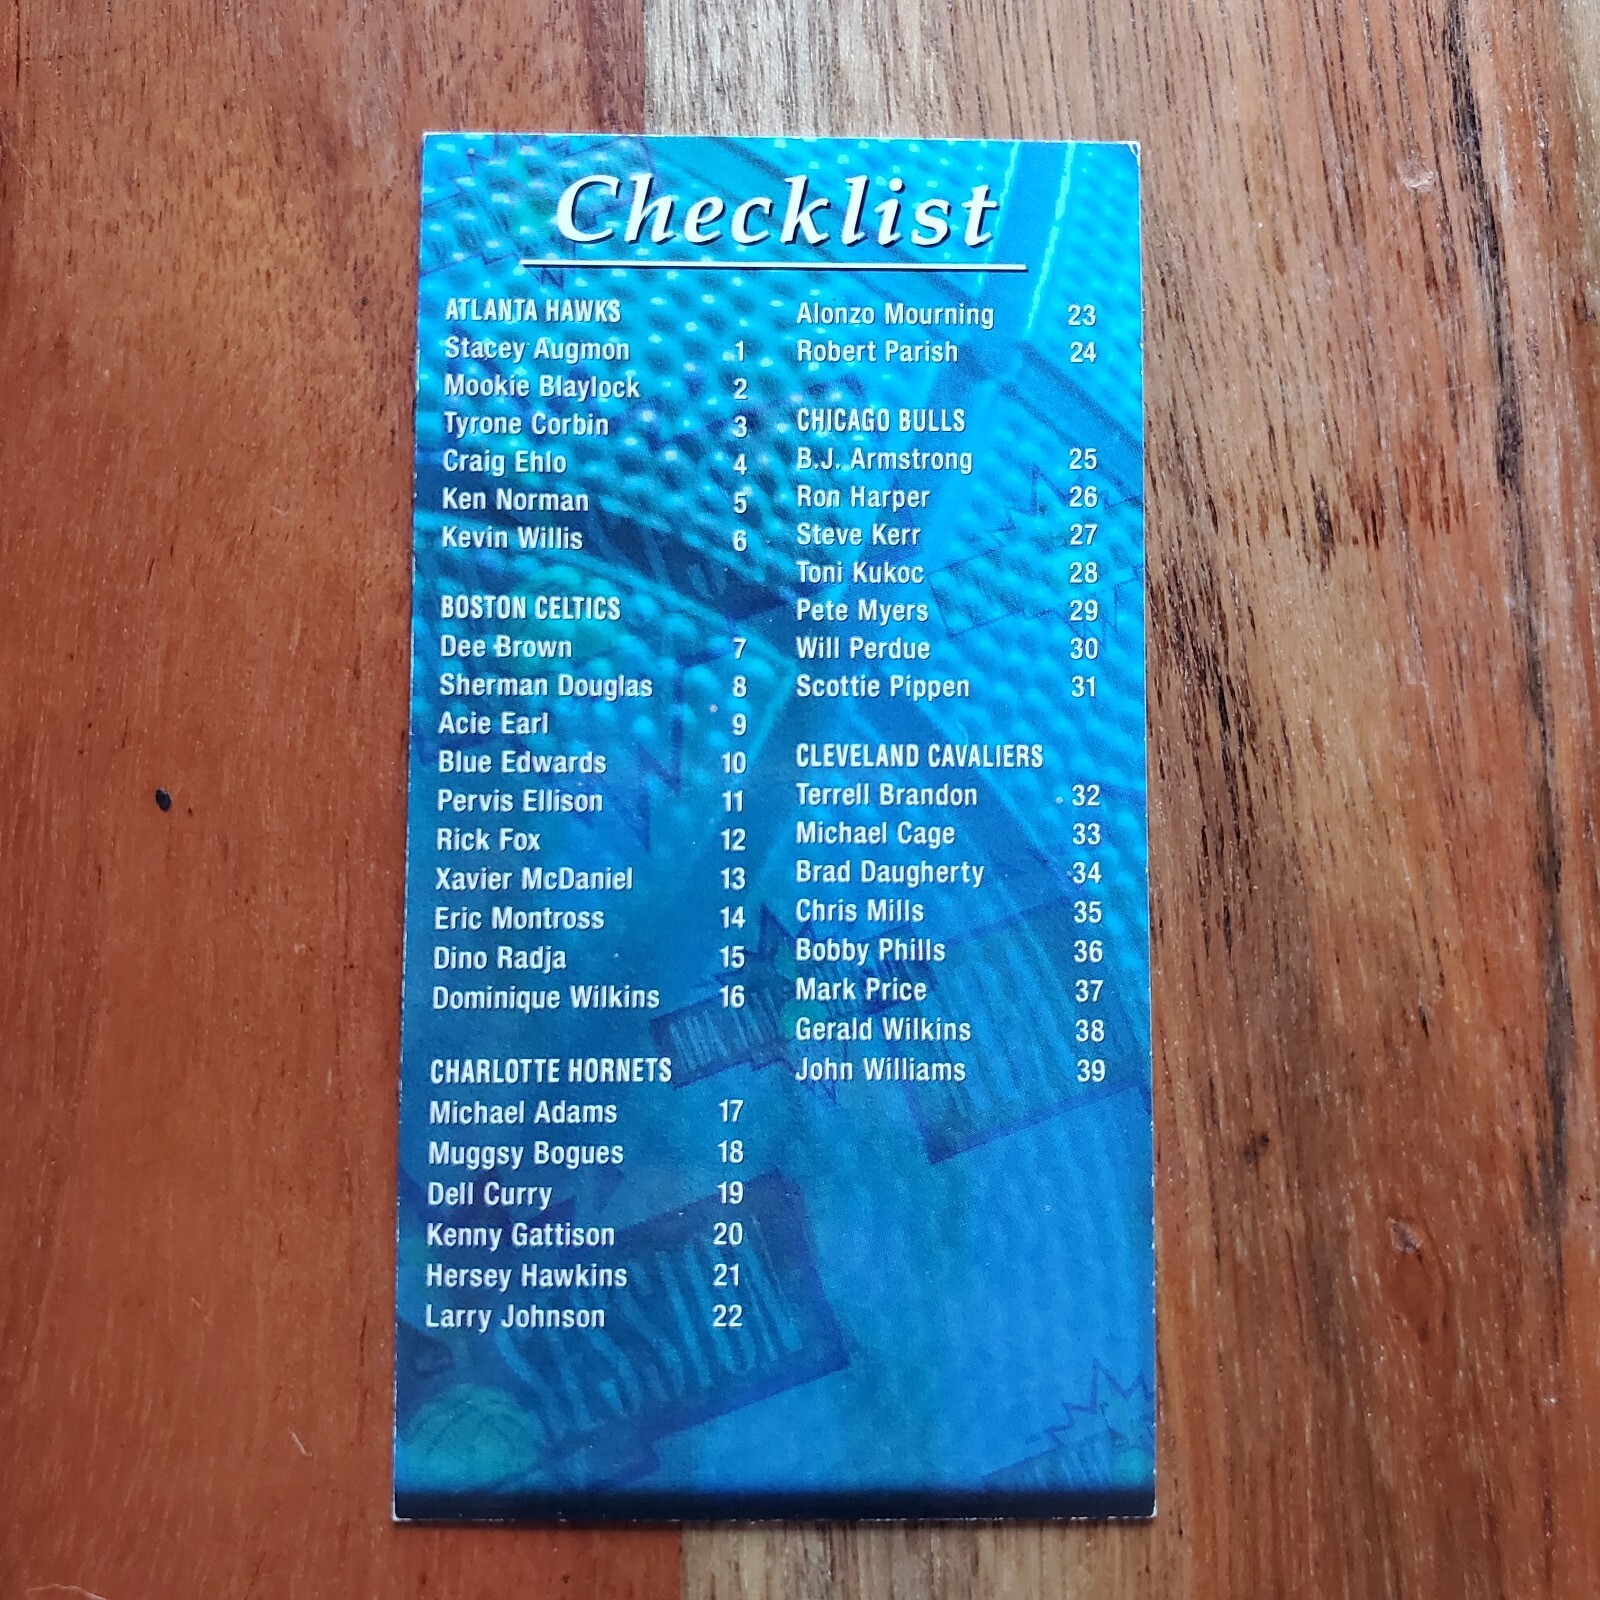 Checklist
ATLANTA HAWKS
Stacey Augmon 1
Mookie Blaylock 2
Tyrone Corbin 3
Craig Ehlo 4
Ken Norman 5
Kevin Willis 6
BOSTON CELTICS
Dee Brown 7
Sherman Douglas 8
Acie Earl 9
Blue Edwards 10
Pervis Ellison 11
Rick Fox 12
Xavier McDaniel 13
Eric Montross 14
Dino Radja 15
Dominique Wilkins 16
CHARLOTTE HORNETS
Michael Adams 17
Muggsy Bogues 18
Dell Curry 19
Kenny Gattison 20
Hersey Hawkins 21
Larry Johnson 22
Alonzo Mourning 23
Robert Parish 24
CHICAGO BULLS
B.J. Armstrong 25
Ron Harper 26
Steve Kerr 27
Toni Kukoc 28
Pete Myers 29
Will Perdue 30
Scottie Pippen 31
CLEVELAND CAVALIERS
Terrell Brandon 32
Michael Cage 33
Brad Daugherty 34
Chris Mills 35
Bobby Phills 36
Mark Price 37
Gerald Wilkins 38
John Williams 39
NBA JAM
SESSION